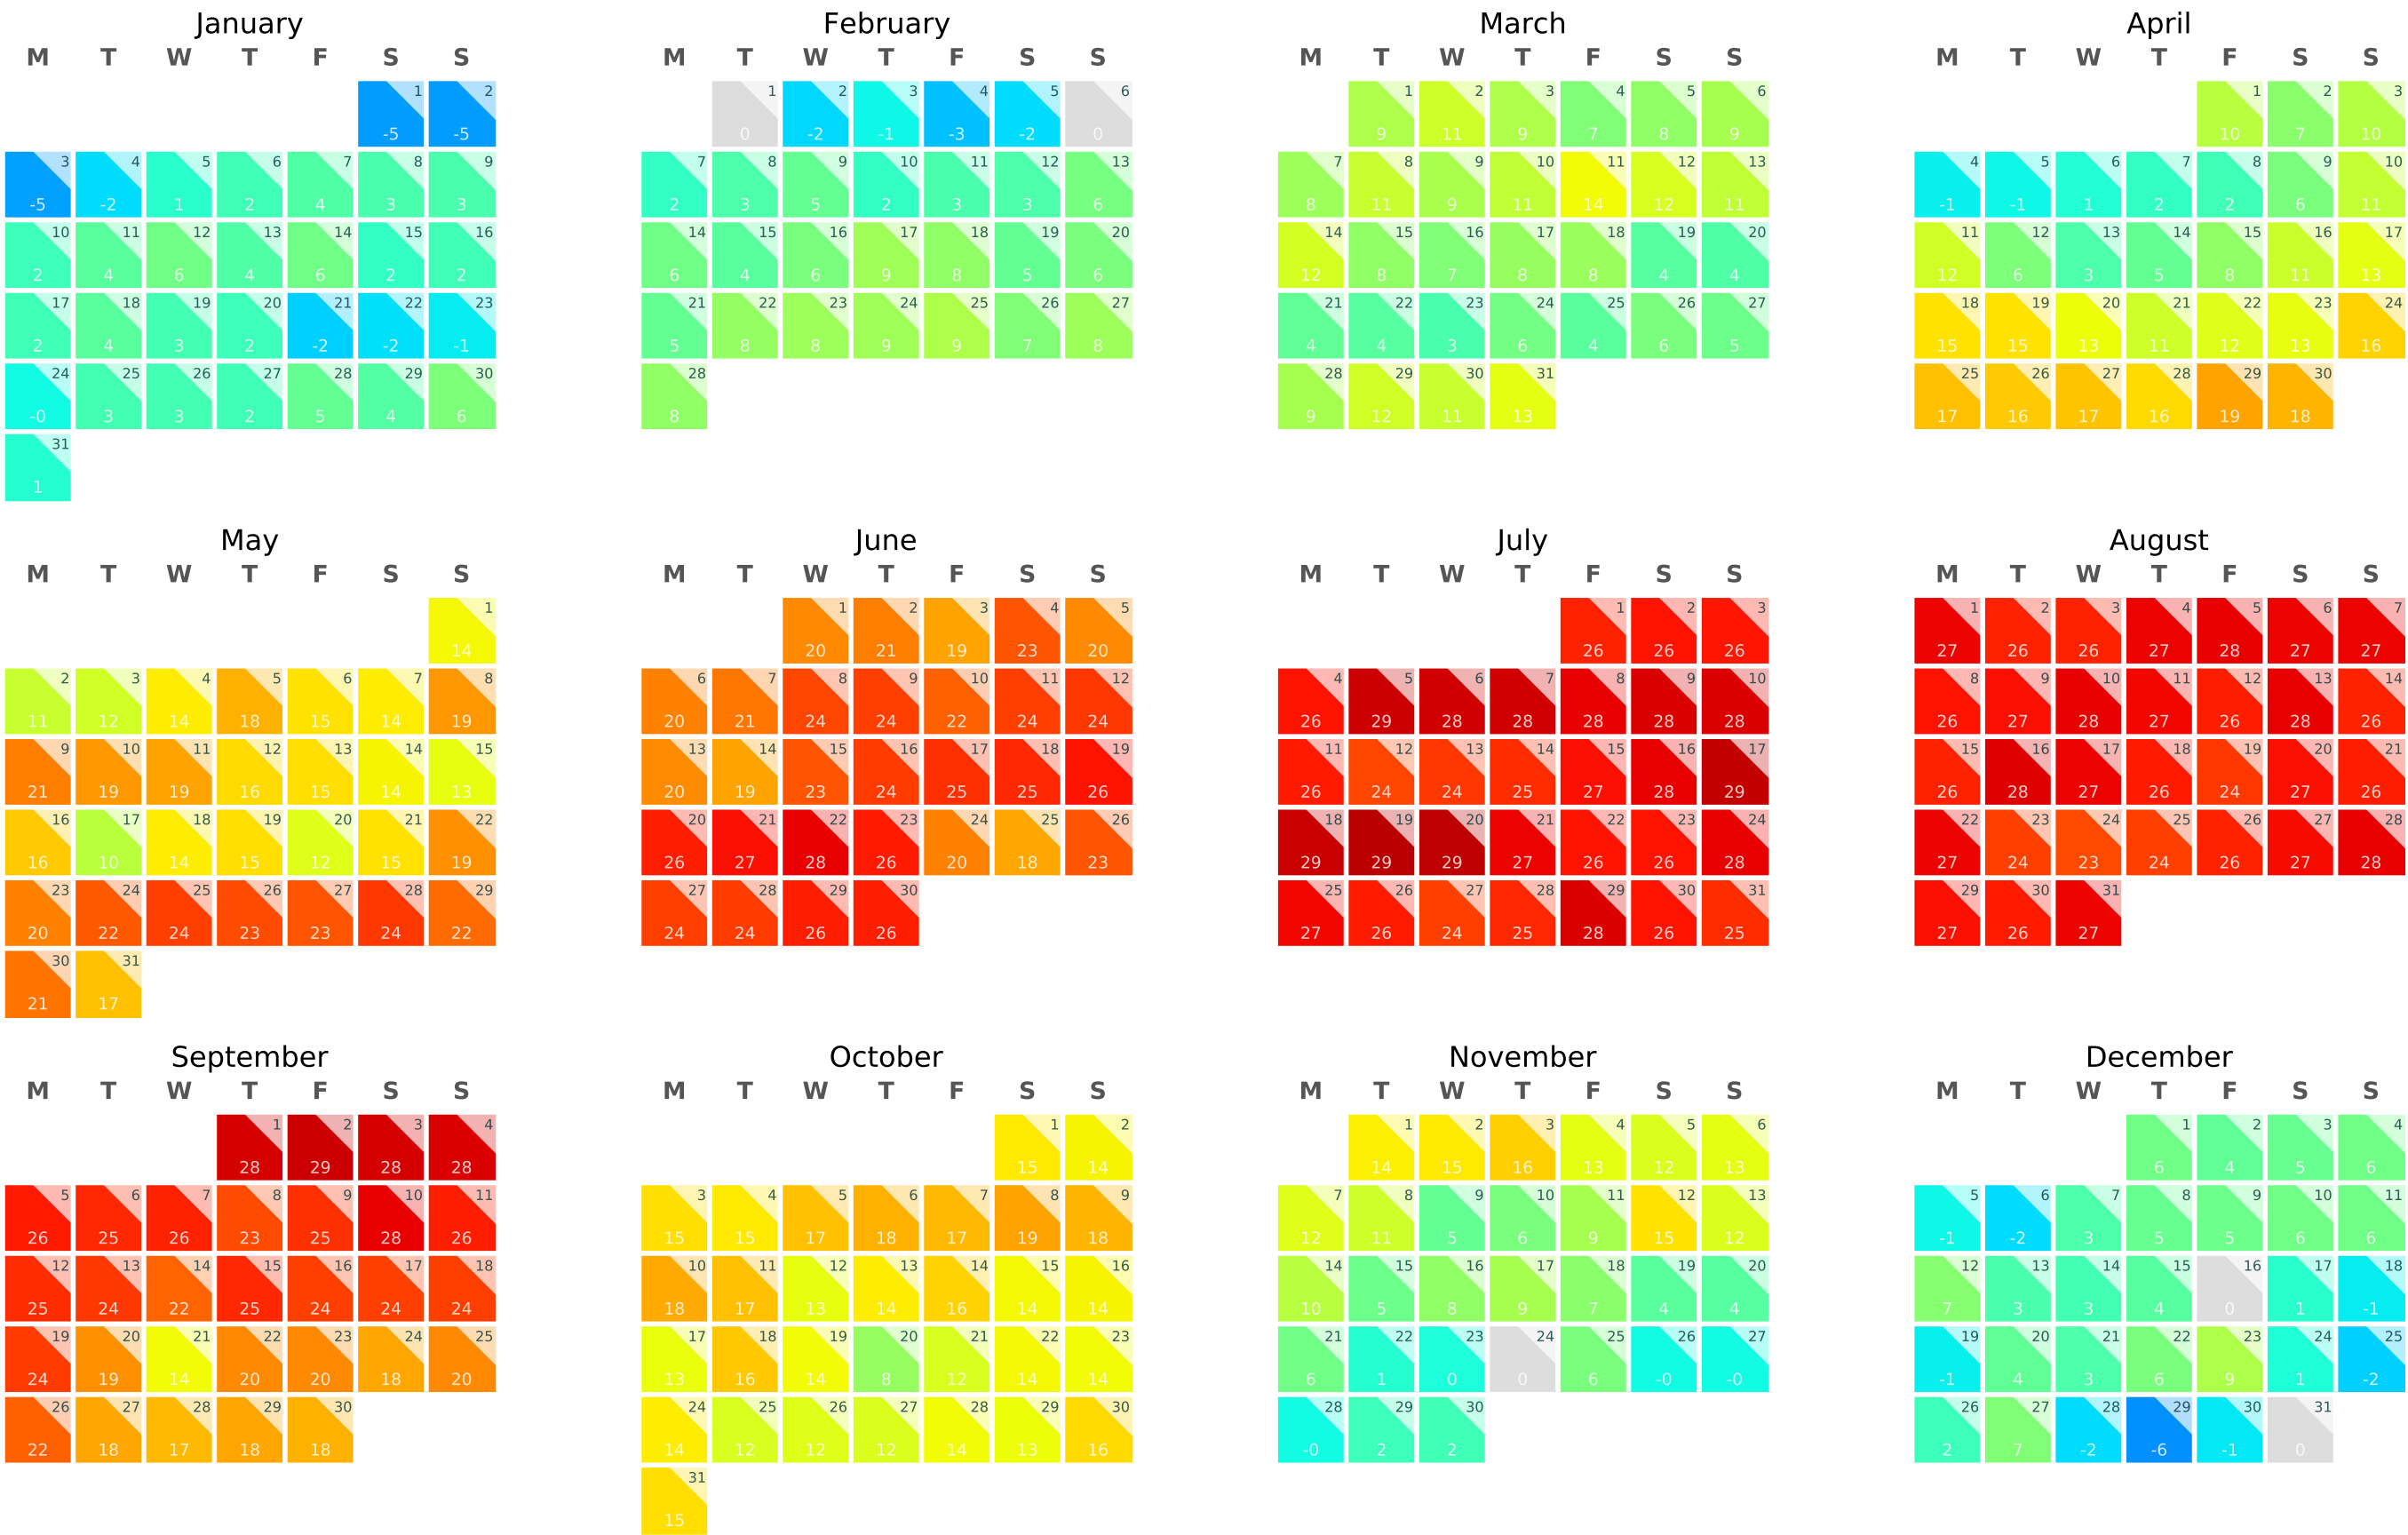 January February March April
M T W T F S S M T W T F S S M T W T F S S M T W T F S S
1 2 1 2 3 4 5 6 1 2 3 4 5 6 1 2 3
-5 -5 0 -2 -1 -3 -2 0 9 11 9 7 8 9 10 7 10
3 4 5 6 7 8 9 7 8 9 10 11 12 13 7 8 9 10 11 12 13 4 5 6 7 8 9 10
-5 -2 1 2 4 3 3 2 3 5 2 3 3 6 8 11 9 11 14 12 11 -1 -1 1 2 2 6 11
10 11 12 13 14 15 16 14 15 16 17 18 19 20 14 15 16 17 18 19 20 11 12 13 14 15 16 17
2 4 6 4 6 2 2 6 4 6 9 8 5 6 12 8 7 8 8 4 4 12 6 3 5 8 11 13
17 18 19 20 21 22 23 21 22 23 24 25 26 27 21 22 23 24 25 26 27 18 19 20 21 22 23 24
2 4 3 2 -2 -2 -1 5 8 8 9 9 7 8 4 4 3 6 4 6 5 15 15 13 11 12 13 16
24 25 26 27 28 29 30 28 28 29 30 31 25 26 27 28 29 30
-0 3 3 2 5 4 6 8 9 12 11 13 17 16 17 16 19 18
31
1
May June July August
M T W T F S S M T W T F S S M T W T F S S M T W T F S S
1 1 2 3 4 5 1 2 3 1 2 3 4 5 6 7
14 20 21 19 23 20 26 26 26 27 26 26 27 28 27 27
2 3 4 5 6 7 8 6 7 8 9 10 11 12 4 5 6 7 8 9 10 8 9 10 11 12 13 14
11 12 14 18 15 14 19 20 21 24 24 22 24 24 26 29 28 28 28 28 28 26 27 28 27 26 28 26
9 10 11 12 13 14 15 13 14 15 16 17 18 19 11 12 13 14 15 16 17 15 16 17 18 19 20 21
21 19 19 16 15 14 13 20 19 23 24 25 25 26 26 24 24 25 27 28 29 26 28 27 26 24 27 26
16 17 18 19 20 21 22 20 21 22 23 24 25 26 18 19 20 21 22 23 24 22 23 24 25 26 27 28
16 10 14 15 12 15 19 26 27 28 26 20 18 23 29 29 29 27 26 26 28 27 24 23 24 26 27 28
23 24 25 26 27 28 29 27 28 29 30 25 26 27 28 29 30 31 29 30 31
20 22 24 23 23 24 22 24 24 26 26 27 26 24 25 28 26 25 27 26 27
30 31
21 17
September October November December
M T W T F S S M T W T F S S M T W T F S S M T W T F S S
1 2 3 4 1 2 1 2 3 4 5 6 1 2 3 4
28 29 28 28 15 14 14 15 16 13 12 13 6 4 5 6
5 6 7 8 9 10 11 3 4 5 6 7 8 9 7 8 9 10 11 12 13 5 6 7 8 9 10 11
26 25 26 23 25 28 26 15 15 17 18 17 19 18 12 11 5 6 9 15 12 -1 -2 3 5 5 6 6
12 13 14 15 16 17 18 10 11 12 13 14 15 16 14 15 16 17 18 19 20 12 13 14 15 16 17 18
25 24 22 25 24 24 24 18 17 13 14 16 14 14 10 5 8 9 7 4 4 7 3 3 4 0 1 -1
19 20 21 22 23 24 25 17 18 19 20 21 22 23 21 22 23 24 25 26 27 19 20 21 22 23 24 25
24 19 14 20 20 18 20 13 16 14 8 12 14 14 6 1 0 0 6 -0 -0 -1 4 3 6 9 1 -2
26 27 28 29 30 24 25 26 27 28 29 30 28 29 30 26 27 28 29 30 31
22 18 17 18 18 14 12 12 12 14 13 16 -0 2 2 2 7 -2 -6 -1 0
31
15